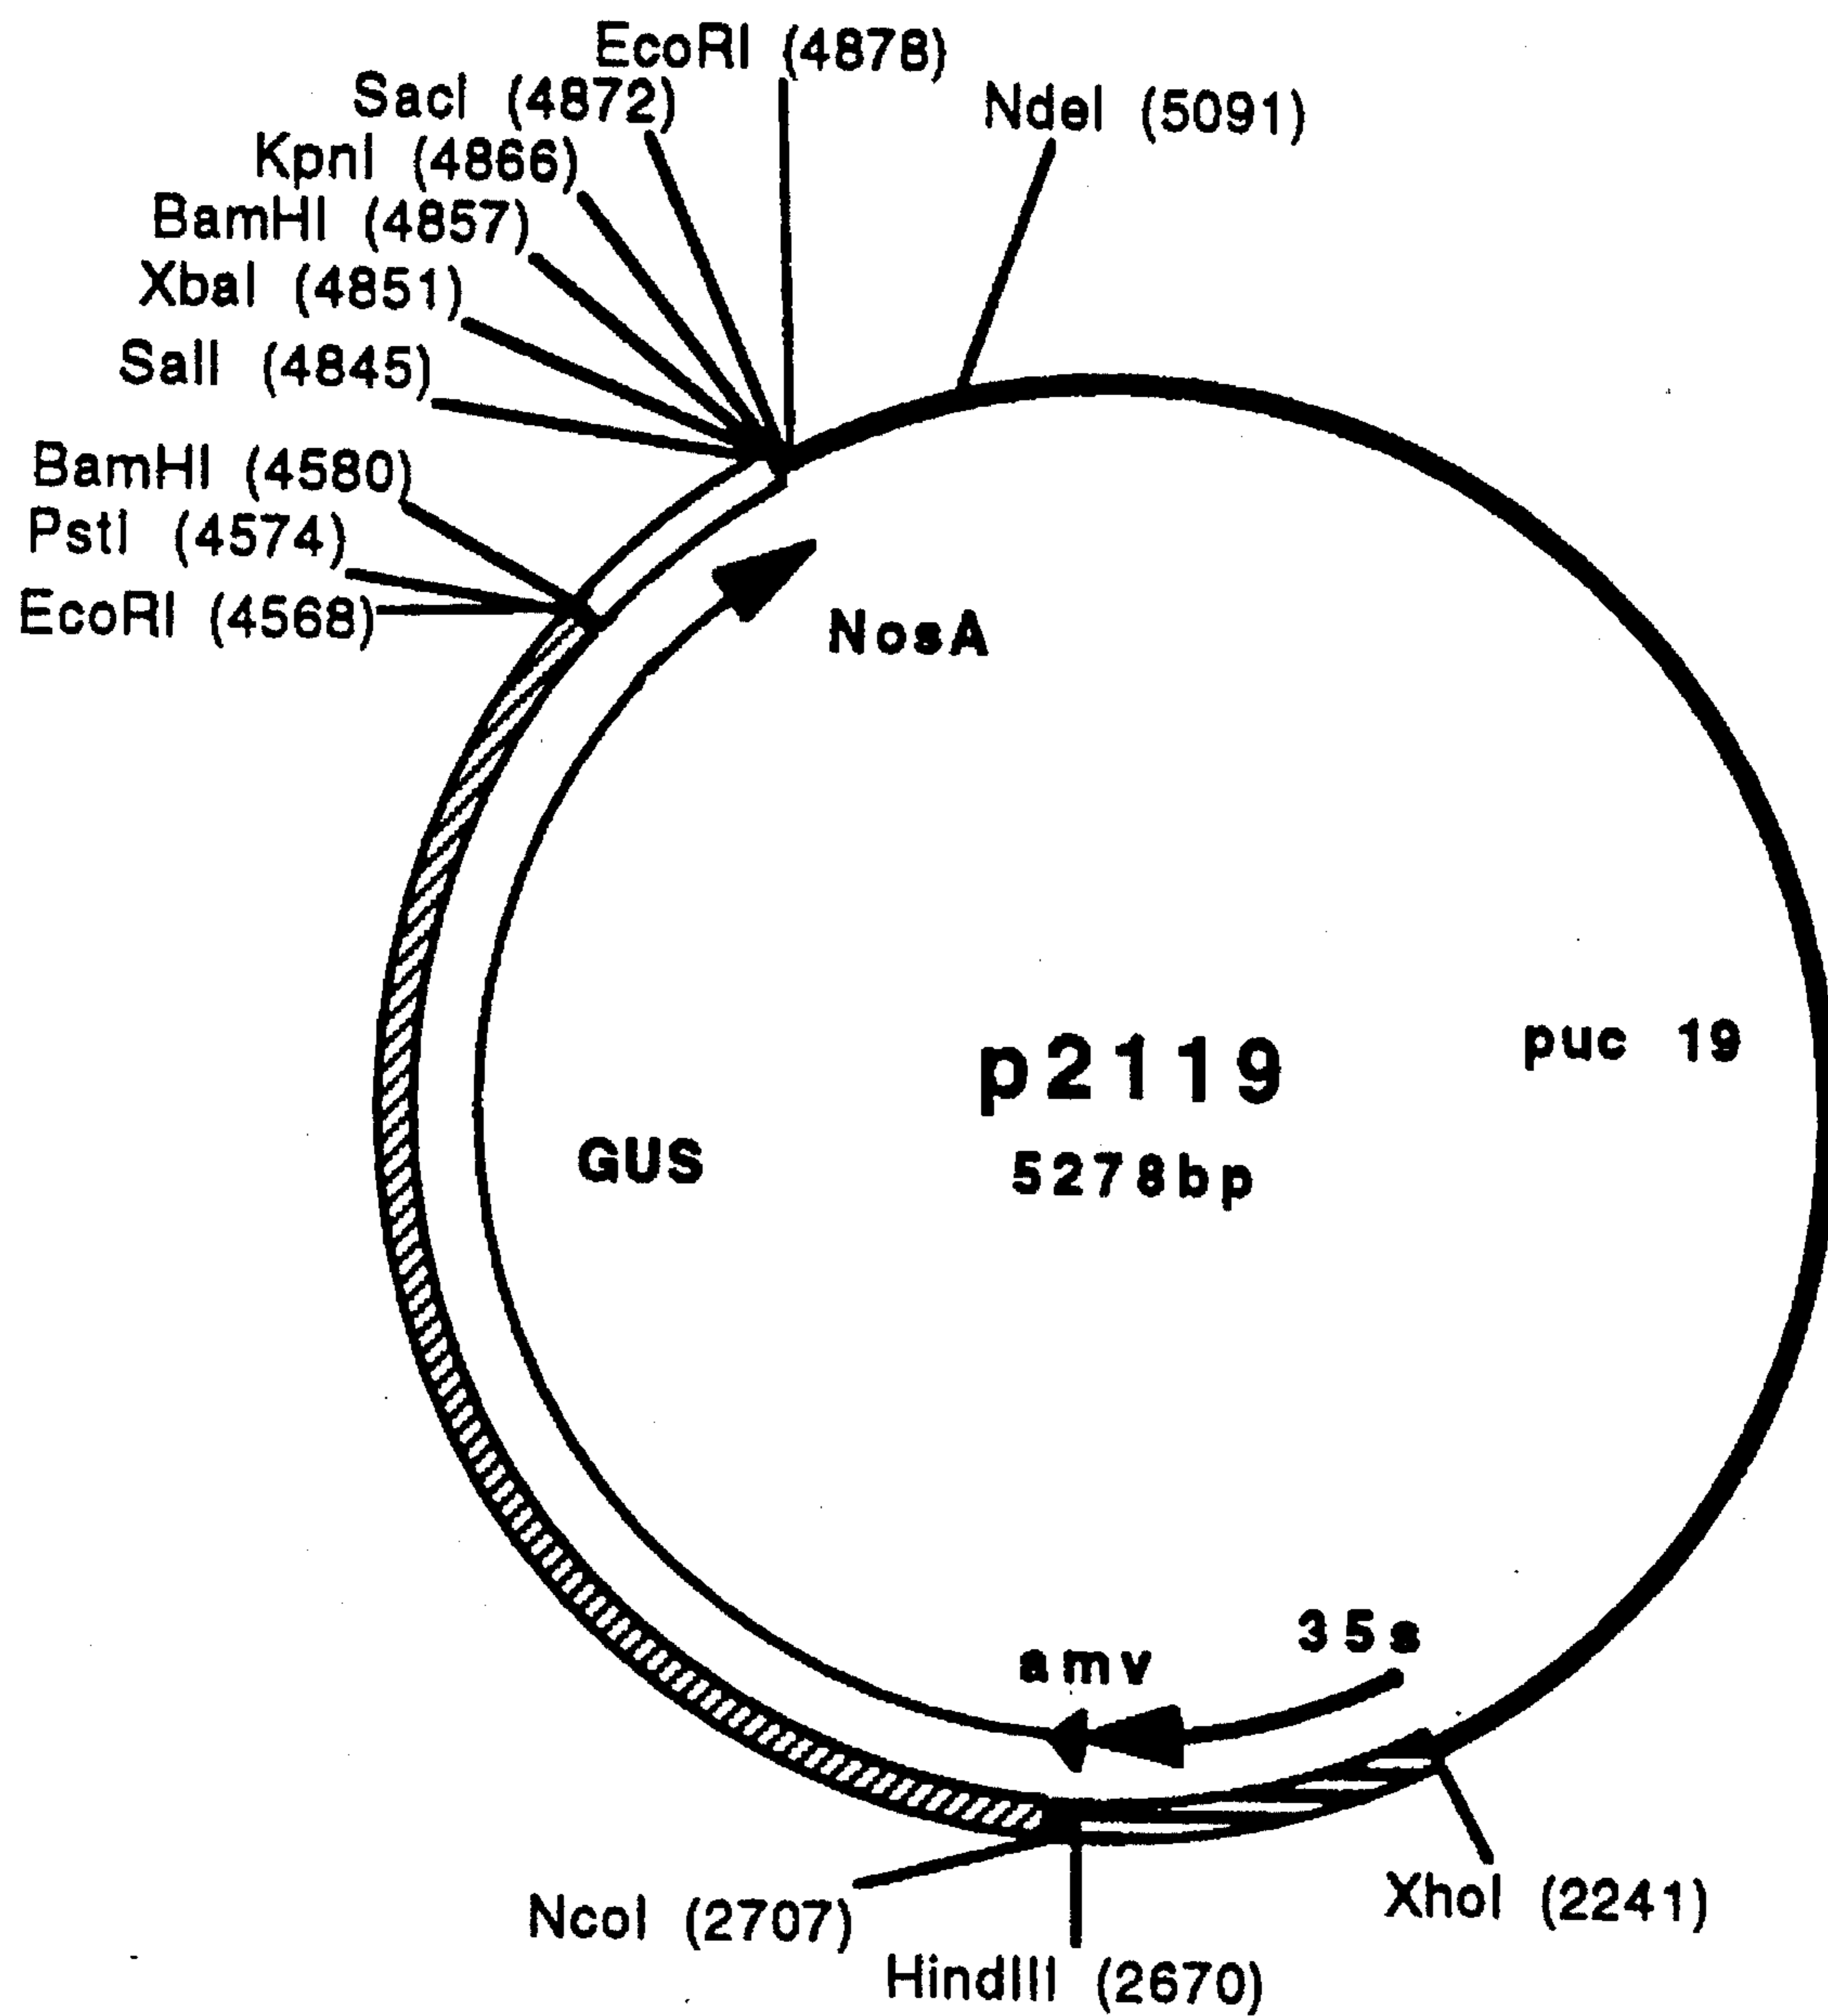 EcoRI (4878)
SacI (4872)
NdeI (5091)
KpnI (4866)
BamHI (4857)
XbaI (4851)
SalI (4845)
BamHI (4580)
PstI (4574)
EcoRI (4568)
NosA
puc 19
p2119
GUS
5278bp
35s
amv
XhoI (2241)
NcoI (2707)
HindIII (2670)